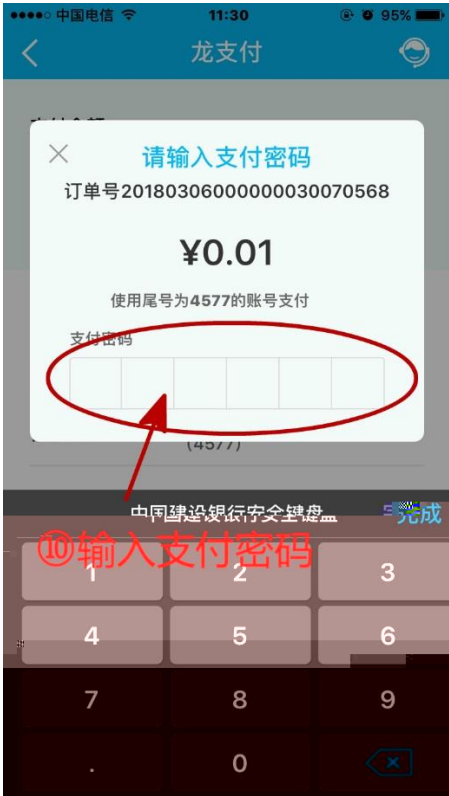 中国电信 11:30 95%
龙支付
请输入支付密码
订单号20180306000000030070568
¥0.01
使用尾号为4577的账号支付
支付密码
(4577)
中国建设银行安全键盘 完成
⑩输入支付密码
1 2 3
4 5 6
7 8 9
. 0